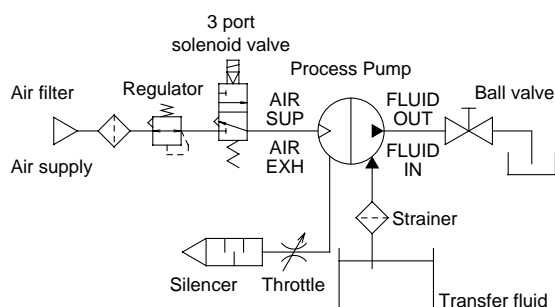 3 port
solenoid valve
Regulator
Process Pump
Air filter
AIR
SUP
FLUID
OUT
Ball valve
Air supply
AIR
EXH
FLUID
IN
Strainer
Silencer
Throttle
Transfer fluid